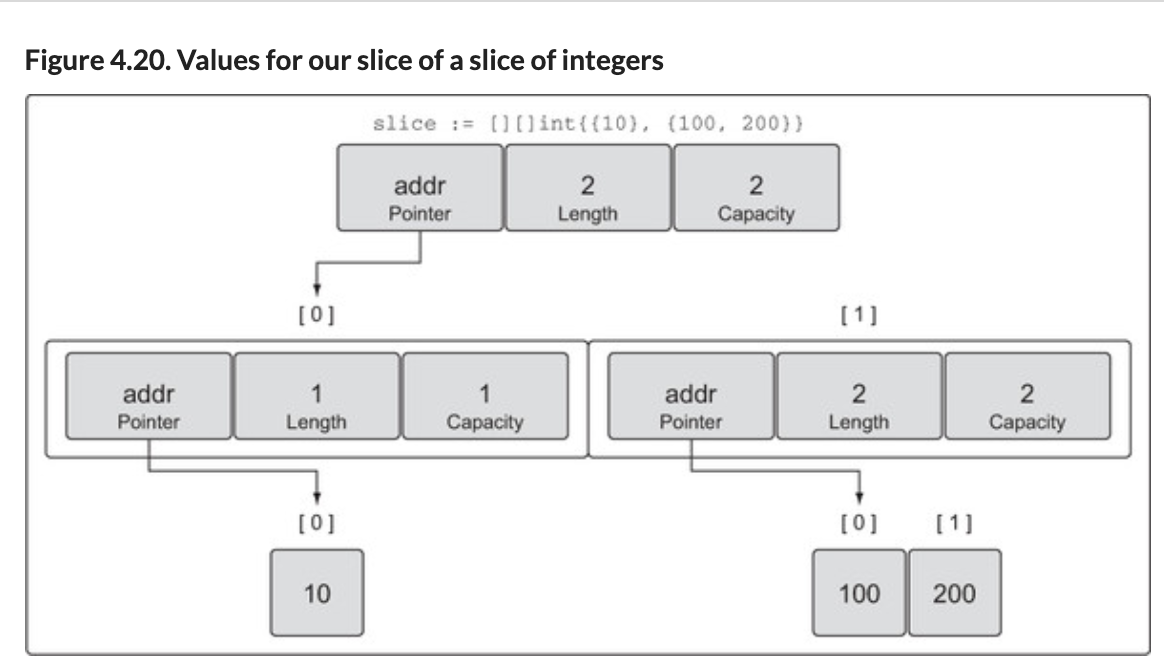 Figure 4.20. Values for our slice of a slice of integers
slice := [][]int{{10}, {100, 200}}
addr 2 2
Pointer Length Capacity
[0] [1]
addr 1 1 addr 2 2
Pointer Length Capacity Pointer Length Capacity
[0] [0] [1]
10 100 200